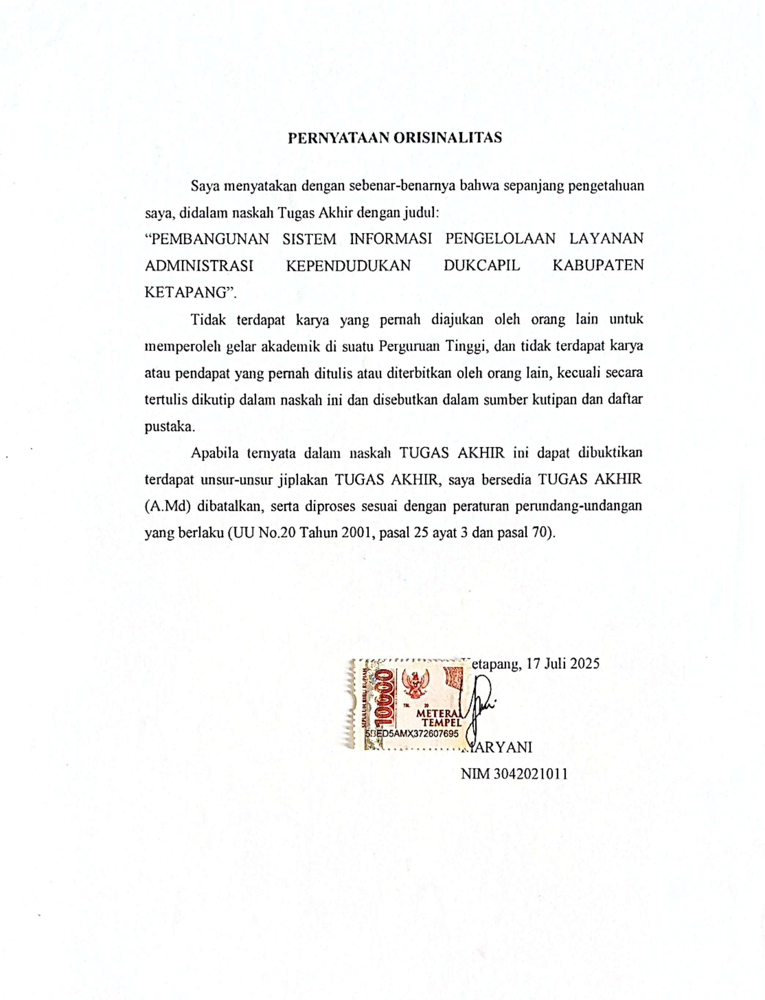 PERNYATAAN ORISINALITAS
Saya menyatakan dengan sebenar-benarnya bahwa sepanjang pengetahuan
saya, didalam naskah Tugas Akhir dengan judul:
“PEMBANGUNAN SISTEM INFORMASI PENGELOLAAN LAYANAN
ADMINISTRASI KEPENDUDUKAN DUKCAPIL KABUPATEN
KETAPANG”.
Tidak terdapat karya yang pernah diajukan oleh orang lain untuk
memperoleh gelar akademik di suatu Perguruan Tinggi, dan tidak terdapat karya
atau pendapat yang pernah ditulis atau diterbitkan oleh orang lain, kecuali secara
tertulis dikutip dalam naskah ini dan disebutkan dalam sumber kutipan dan daftar
pustaka.
Apabila ternyata dalam naskah TUGAS AKHIR ini dapat dibuktikan
terdapat unsur-unsur jiplakan TUGAS AKHIR, saya bersedia TUGAS AKHIR
(A.Md) dibatalkan, serta diproses sesuai dengan peraturan perundang-undangan
yang berlaku (UU No.20 Tahun 2001, pasal 25 ayat 3 dan pasal 70).
etapang, 17 Juli 2025
SEPULUH RIBU RUPIAH
10000
TGL. 20
METERAI
TEMPEL
5BED5AMX372607695
ARYANI
NIM 3042021011